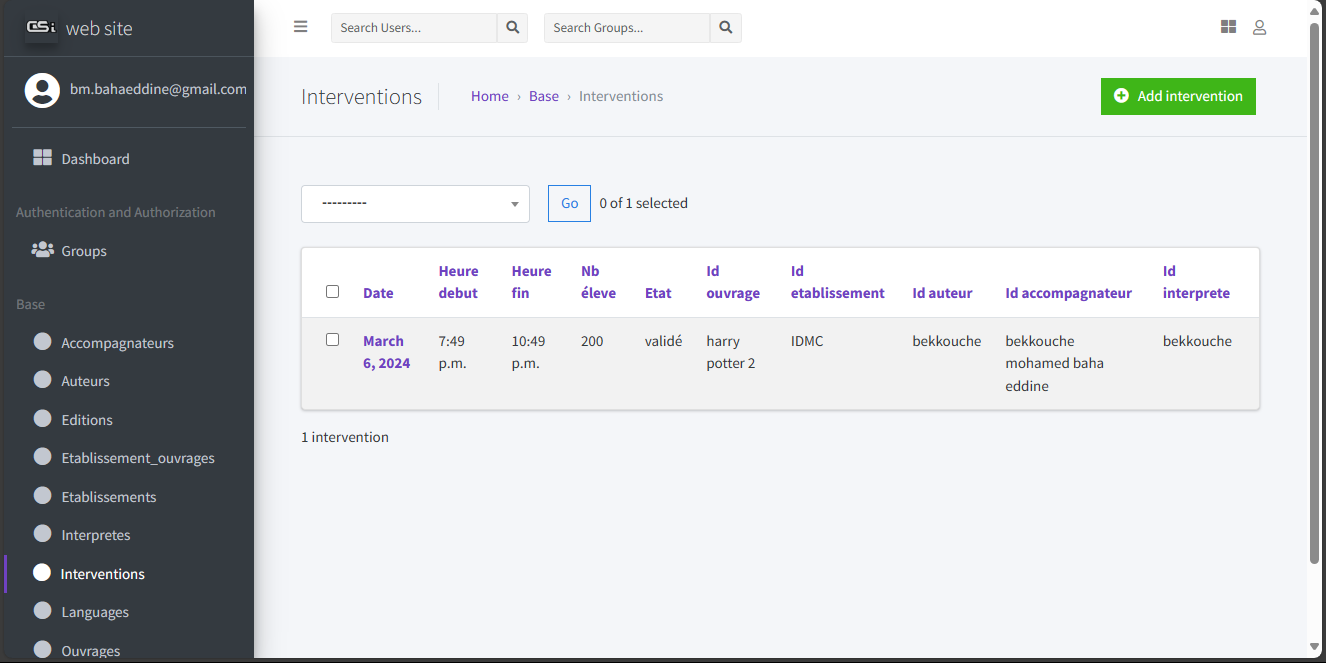 GSi web site
bm.bahaeddine@gmail.com
Dashboard
Authentication and Authorization
Groups
Base
Accompagnateurs
Auteurs
Editions
Etablissement_ouvrages
Etablissements
Interpretes
Interventions
Languages
Ouvrages
Search Users...
Search Groups...
Interventions
Home › Base › Interventions
Add intervention
---------
Go
0 of 1 selected
Date
Heure debut
Heure fin
Nb éleve
Etat
Id ouvrage
Id etablissement
Id auteur
Id accompagnateur
Id interprete
March
6, 2024
7:49
p.m.
10:49
p.m.
200
validé
harry
potter 2
IDMC
bekkouche
bekkouche
mohamed baha
eddine
bekkouche
1 intervention